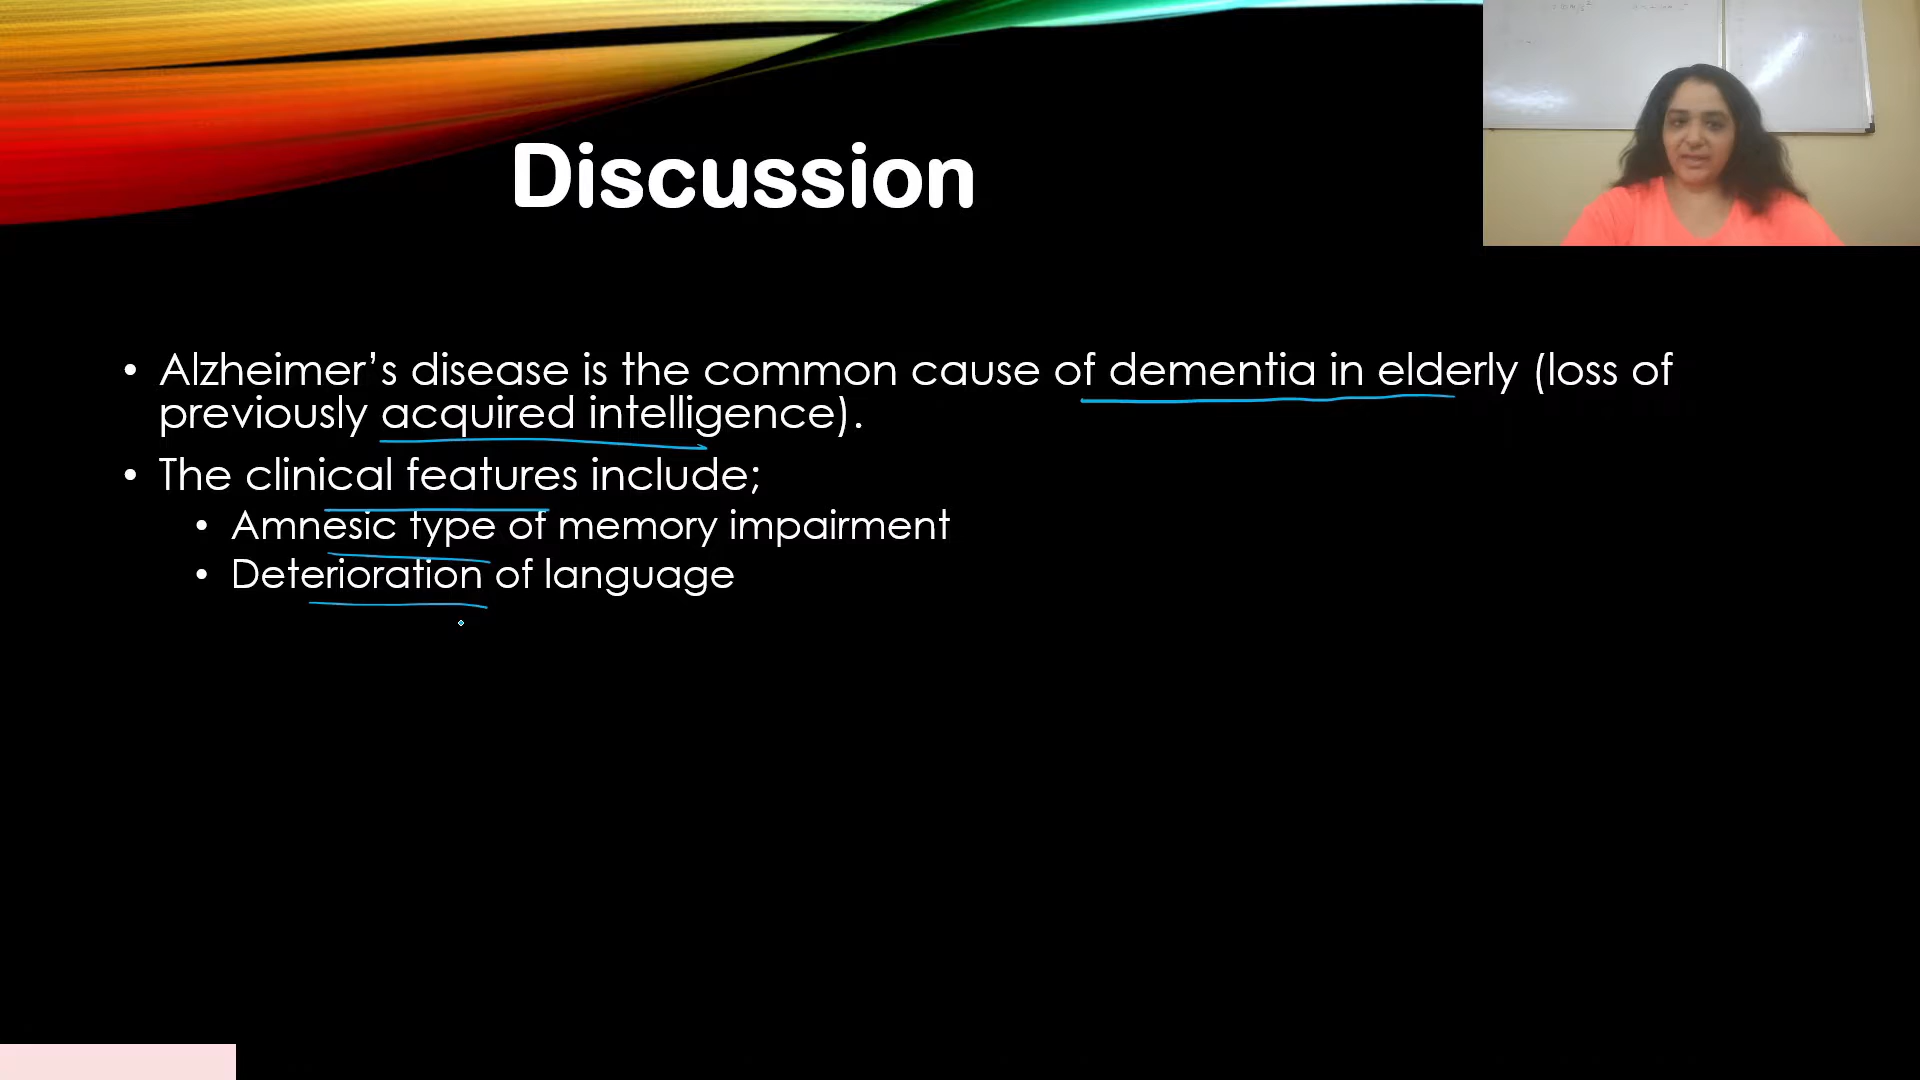 Discussion
• Alzheimer’s disease is the common cause of dementia in elderly (loss of
previously acquired intelligence).
• The clinical features include;
• Amnesic type of memory impairment
• Deterioration of language